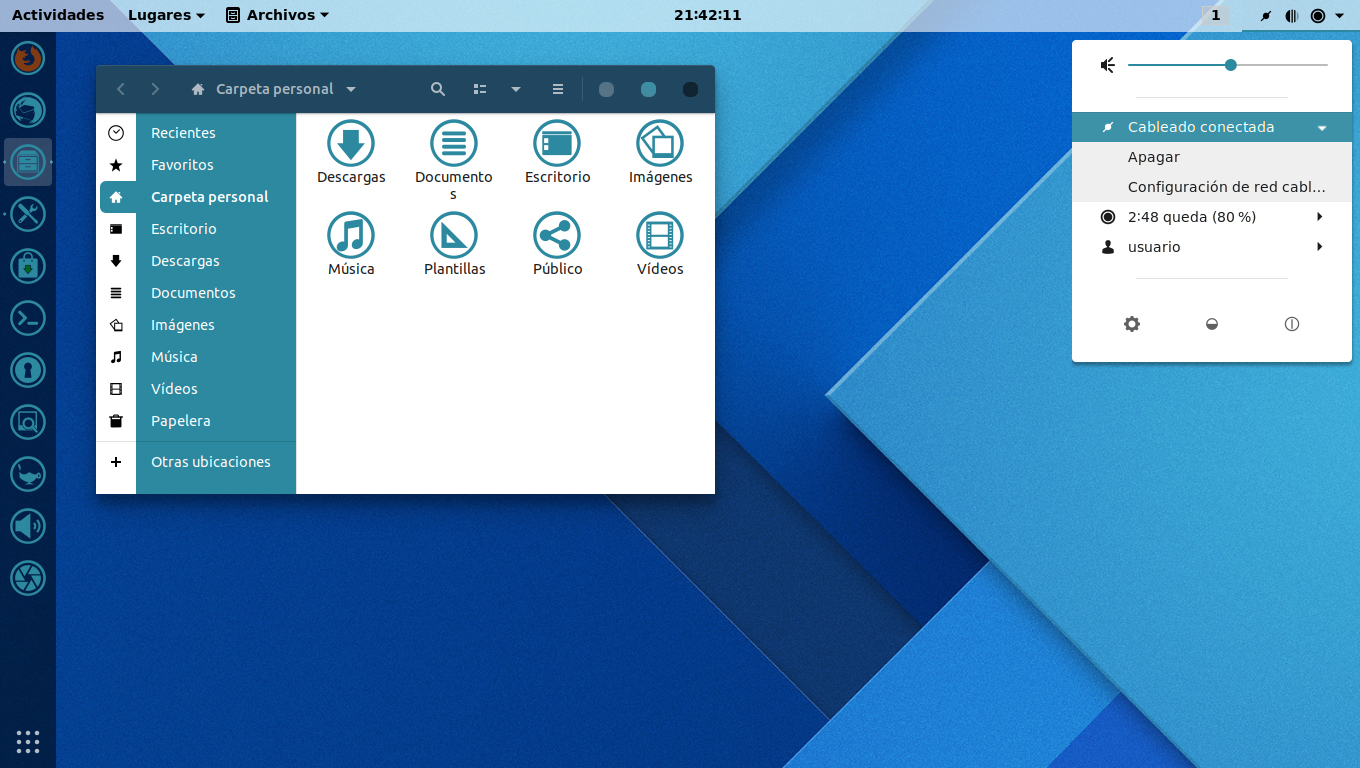 Actividades
Lugares
Archivos
21:42:11
1
Carpeta personal
Recientes
Favoritos
Carpeta personal
Escritorio
Descargas
Documentos
Imágenes
Música
Vídeos
Papelera
Otras ubicaciones
Descargas
Documento
s
Escritorio
Imágenes
Música
Plantillas
Público
Vídeos
Cableado conectada
Apagar
Configuración de red cabl...
2:48 queda (80 %)
usuario